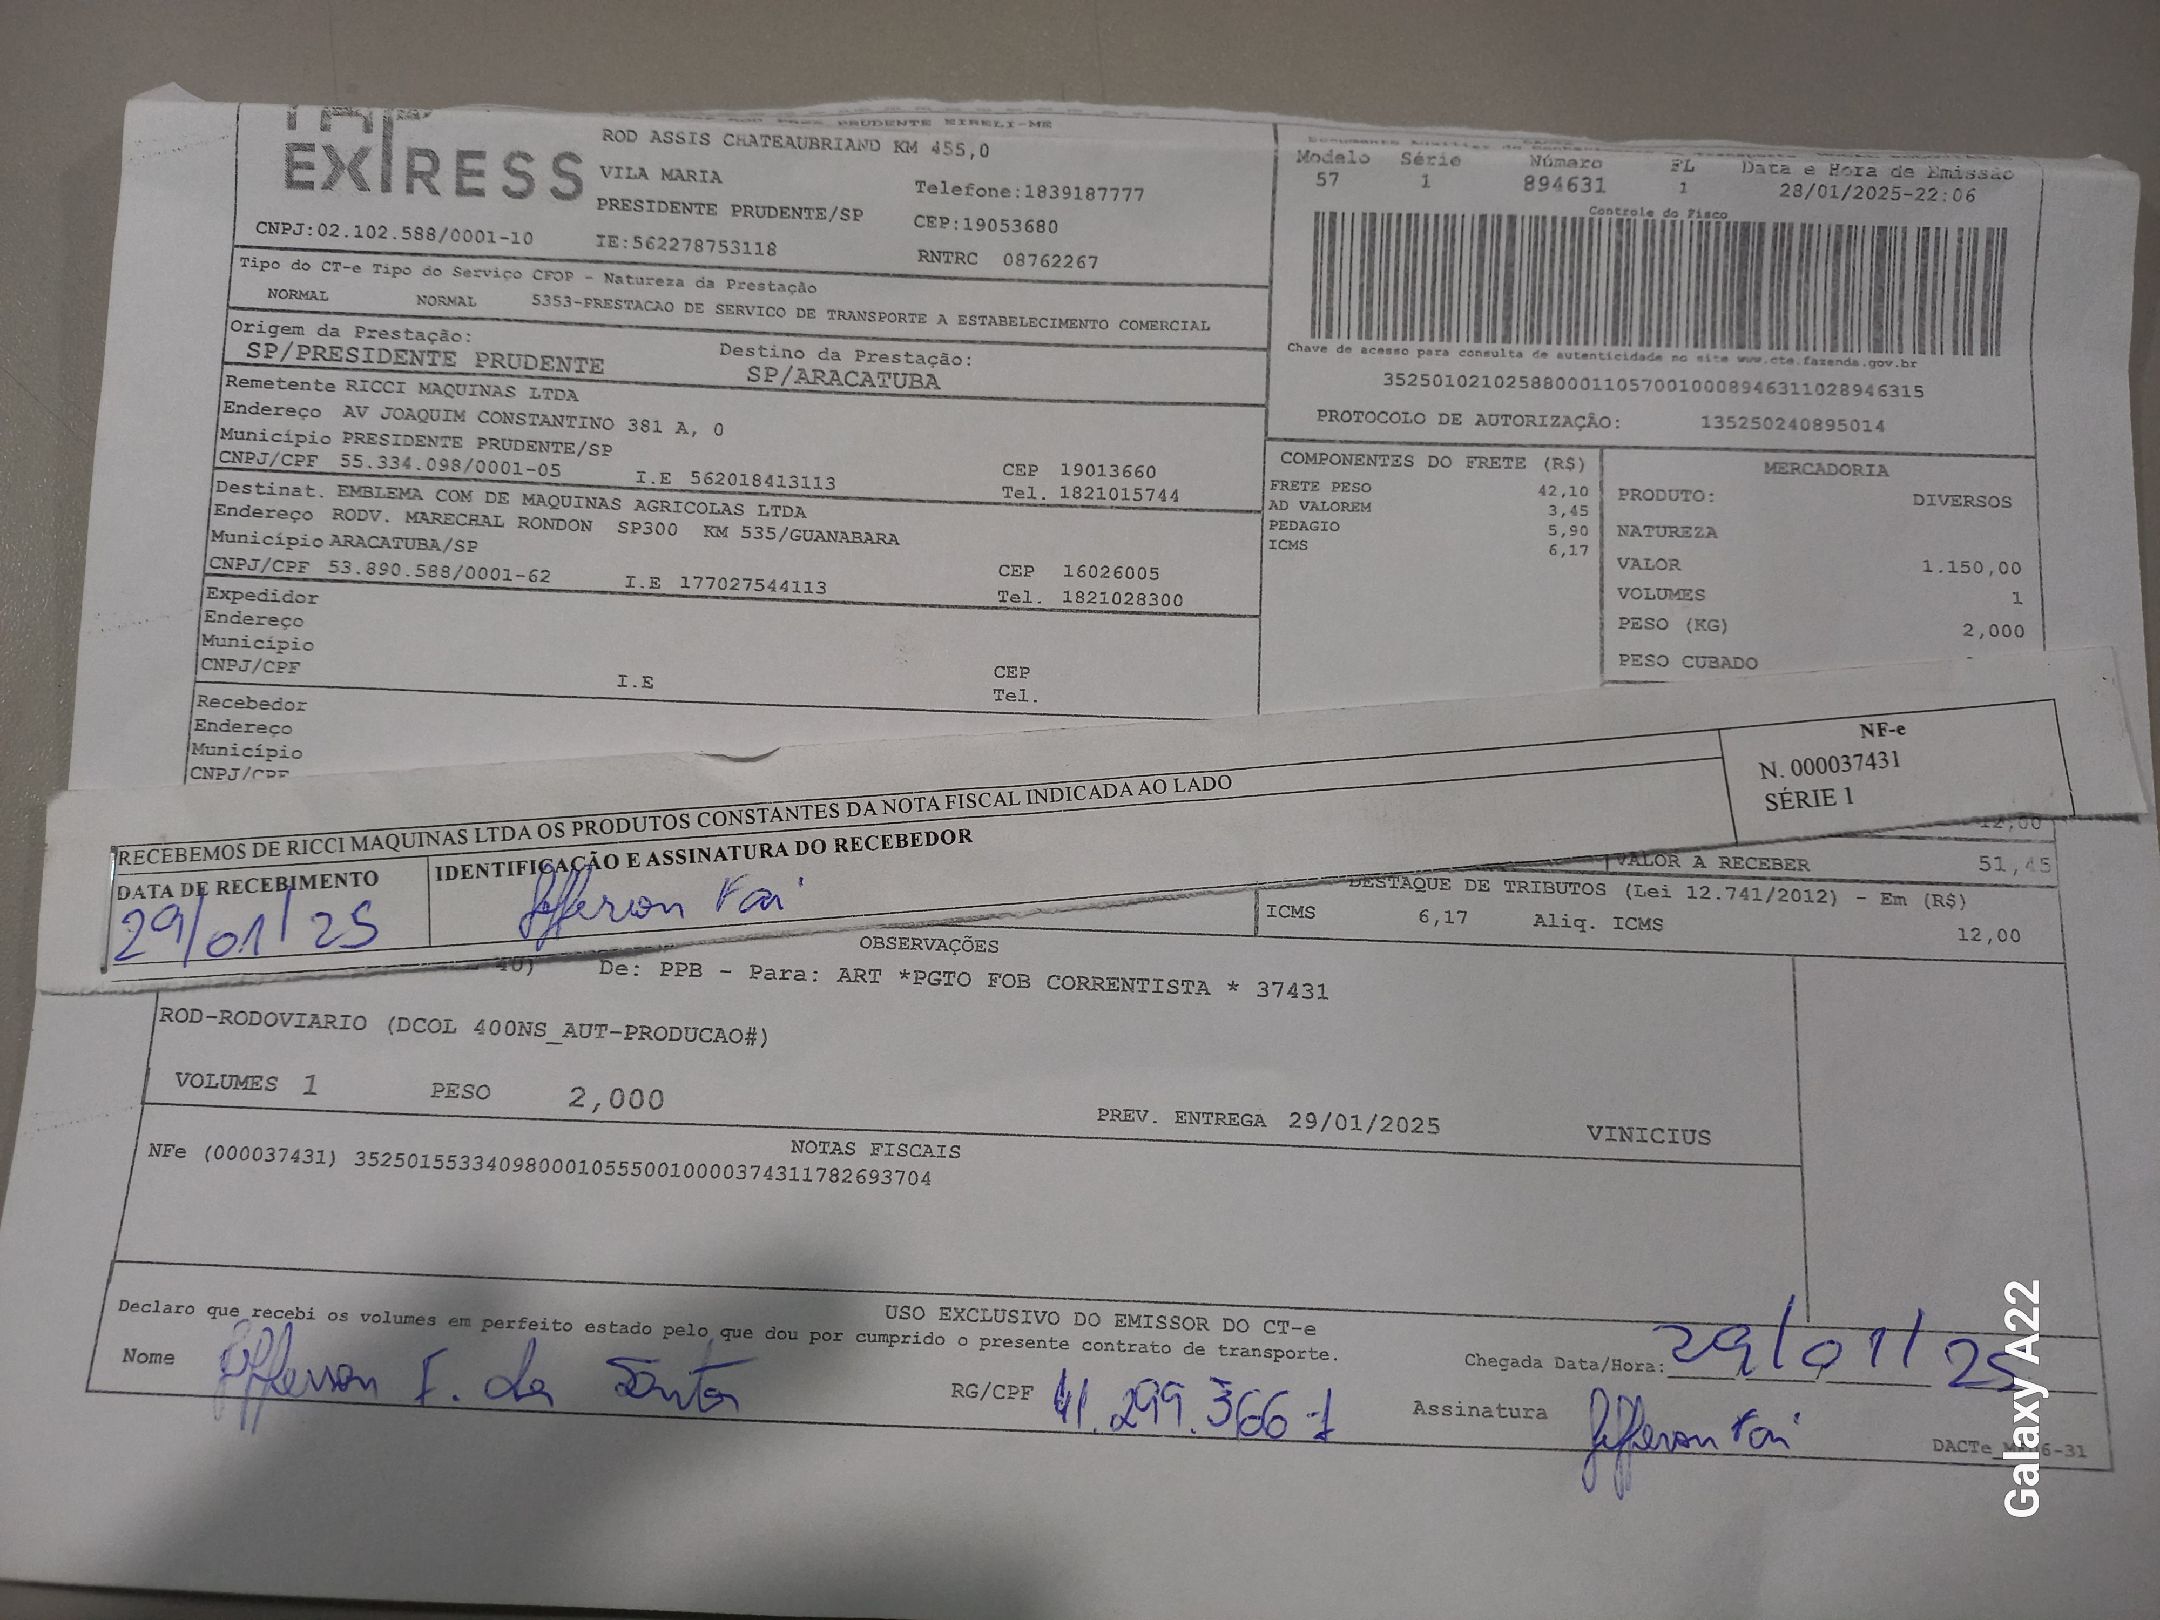 EXPRESS
PRUDENTE EIRELI-ME
ROD ASSIS CHATEAUBRIAND KM 455,0
VILA MARIA
Telefone:1839187777
PRESIDENTE PRUDENTE/SP
CEP:19053680
CNPJ:02.102.588/0001-10
IE:562278753118
RNTRC 08762267
Modelo Série Número FL Data e Hora de Emissão
57 1 894631 1 28/01/2025-22:06
Controle do Fisco
Chave de acesso para consulta de autenticidade no site www.cte.fazenda.gov.br
35250102102588000110570010008946311028946315
PROTOCOLO DE AUTORIZAÇÃO: 135250240895014
Tipo do CT-e Tipo do Serviço CFOP - Natureza da Prestação
NORMAL NORMAL 5353-PRESTACAO DE SERVICO DE TRANSPORTE A ESTABELECIMENTO COMERCIAL
Origem da Prestação:
SP/PRESIDENTE PRUDENTE
Destino da Prestação:
SP/ARACATUBA
Remetente RICCI MAQUINAS LTDA
Endereço AV JOAQUIM CONSTANTINO 381 A, 0
Município PRESIDENTE PRUDENTE/SP
CEP 19013660
CNPJ/CPF 55.334.098/0001-05 I.E 562018413113
Tel. 1821015744
Destinat. EMBLEMA COM DE MAQUINAS AGRICOLAS LTDA
Endereço RODV. MARECHAL RONDON SP300 KM 535/GUANABARA
Município ARACATUBA/SP
CEP 16026005
CNPJ/CPF 53.890.588/0001-62 I.E 177027544113
Tel. 1821028300
Expedidor
Endereço
Município
CEP
CNPJ/CPF I.E
Tel.
Recebedor
Endereço
Município
CNPJ/CPF
COMPONENTES DO FRETE (R$)
FRETE PESO 42,10
AD VALOREM 3,45
PEDAGIO 5,90
ICMS 6,17
MERCADORIA
PRODUTO: DIVERSOS
NATUREZA
VALOR 1.150,00
VOLUMES 1
PESO (KG) 2,000
PESO CUBADO
RECEBEMOS DE RICCI MAQUINAS LTDA OS PRODUTOS CONSTANTES DA NOTA FISCAL INDICADA AO LADO
DATA DE RECEBIMENTO
29/01/25
IDENTIFICAÇÃO E ASSINATURA DO RECEBEDOR
Jefferson
NF-e
N. 000037431
SÉRIE 1
12,00
VALOR A RECEBER 51,45
DESTAQUE DE TRIBUTOS (Lei 12.741/2012) - Em (R$)
ICMS 6,17 Aliq. ICMS 12,00
OBSERVAÇÕES
De: PPB - Para: ART *PGTO FOB CORRENTISTA * 37431
ROD-RODOVIARIO (DCOL 400NS_AUT-PRODUCAO#)
VOLUMES 1 PESO 2,000
PREV. ENTREGA 29/01/2025 VINICIUS
NOTAS FISCAIS
NFe (000037431) 35250155334098000105550010000374311782693704
USO EXCLUSIVO DO EMISSOR DO CT-e
Declaro que recebi os volumes em perfeito estado pelo que dou por cumprido o presente contrato de transporte.
Chegada Data/Hora: 29/01/25
Nome Jefferson F. da
RG/CPF 41.299.366-1
Assinatura Jefferson
DACTe 6-31
Galaxy A22